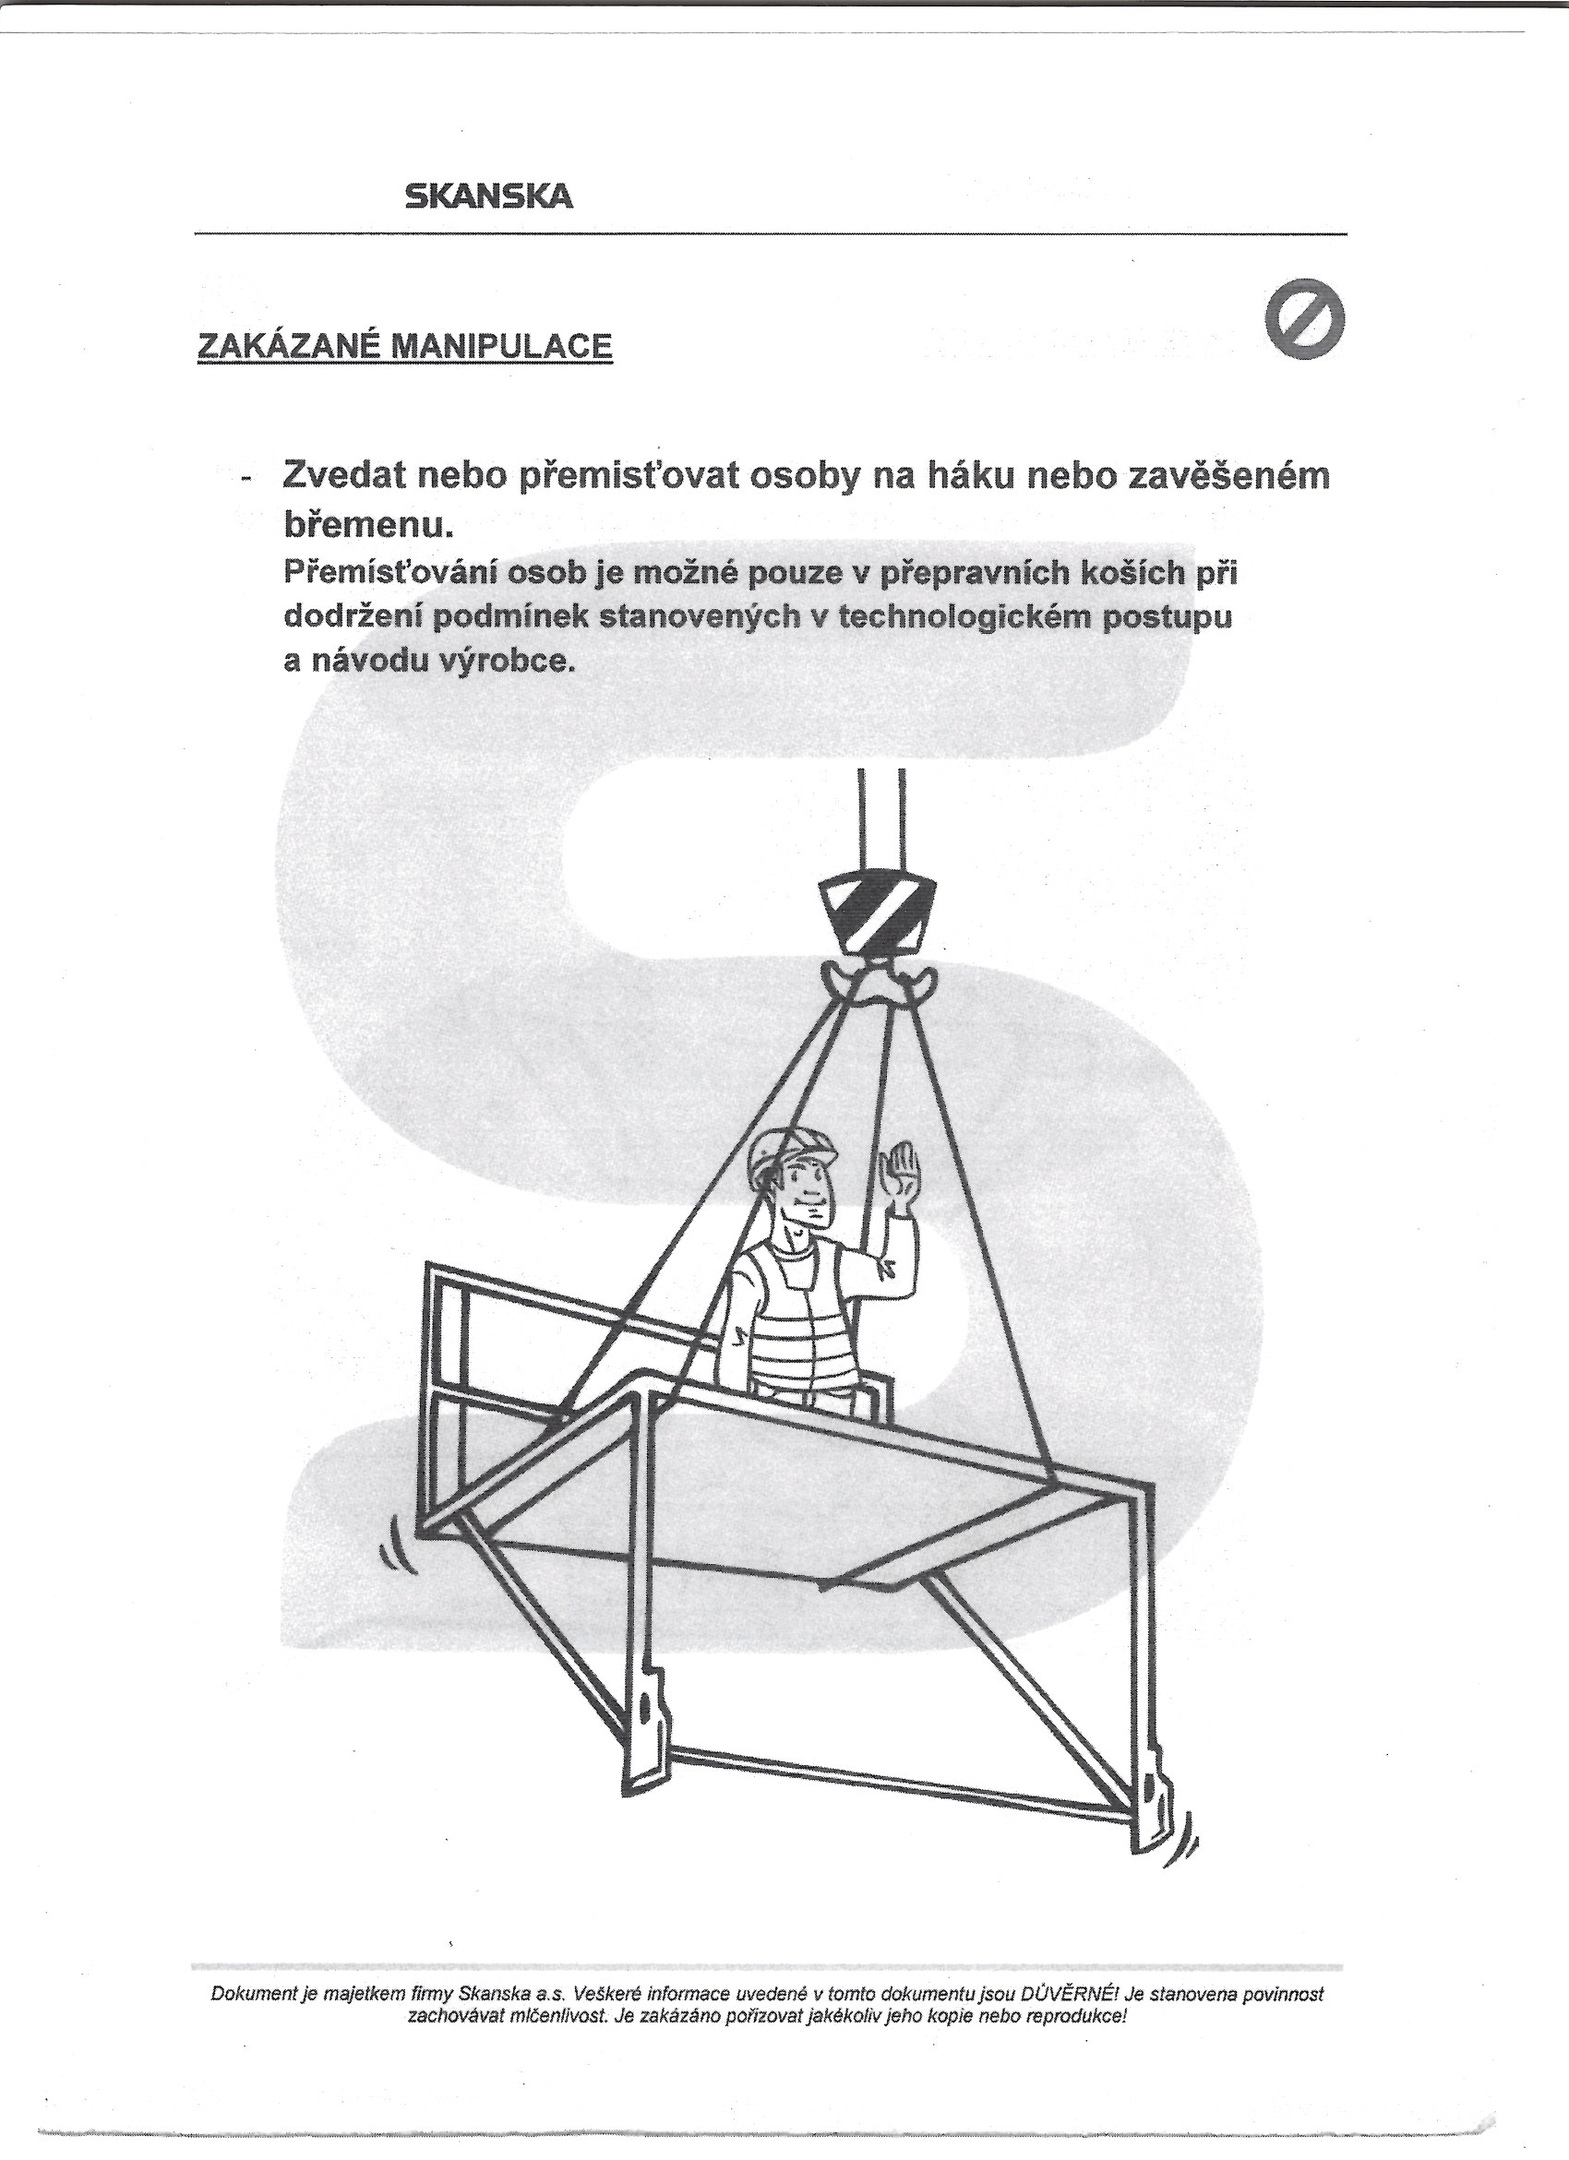 SKANSKA
ZAKÁZANÉ MANIPULACE
- Zvedat nebo přemisťovat osoby na háku nebo zavěšeném
břemenu.
Přemísťování osob je možné pouze v přepravních koších při
dodržení podmínek stanovených v technologickém postupu
a návodu výrobce.
Dokument je majetkem firmy Skanska a.s. Veškeré informace uvedené v tomto dokumentu jsou DŮVĚRNÉ! Je stanovena povinnost
zachovávat mlčenlivost. Je zakázáno pořizovat jakékoliv jeho kopie nebo reprodukce!